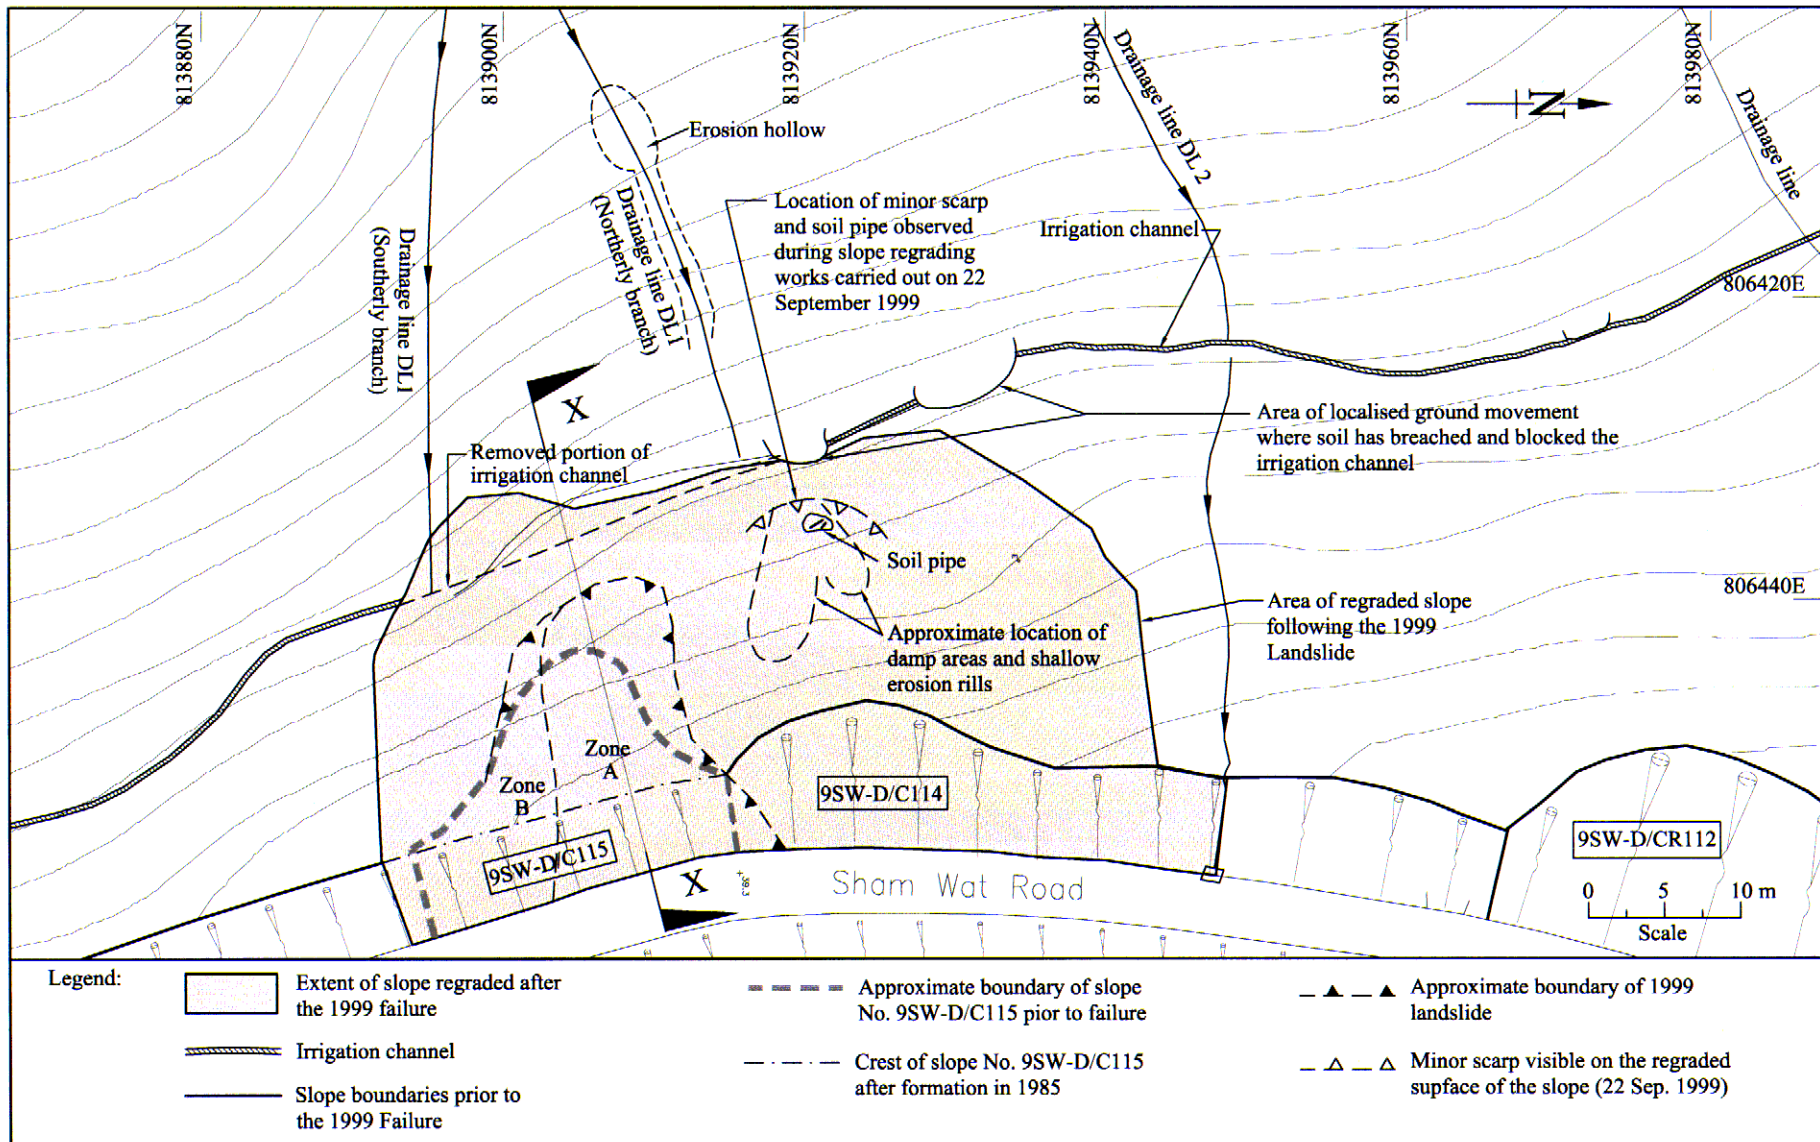 813880N
813900N
813920N
813940N
813960N
813980N
N
Drainage line DL 2
Drainage line
Erosion hollow
Drainage line DL1
(Southerly branch)
Drainage line DL1
(Northerly branch)
Location of minor scarp
and soil pipe observed
during slope regrading
works carried out on 22
September 1999
Irrigation channel
806420E
X
Removed portion of
irrigation channel
Area of localised ground movement
where soil has breached and blocked the
irrigation channel
Soil pipe
806440E
Area of regraded slope
following the 1999
Landslide
Approximate location of
damp areas and shallow
erosion rills
Zone
A
Zone
B
9SW-D/C114
9SW-D/C115
9SW-D/CR112
X
39.3
Sham Wat Road
0 5 10 m
Scale
Legend:
Extent of slope regraded after
the 1999 failure
Irrigation channel
Slope boundaries prior to
the 1999 Failure
Approximate boundary of slope
No. 9SW-D/C115 prior to failure
Crest of slope No. 9SW-D/C115
after formation in 1985
Approximate boundary of 1999
landslide
Minor scarp visible on the regraded
supface of the slope (22 Sep. 1999)